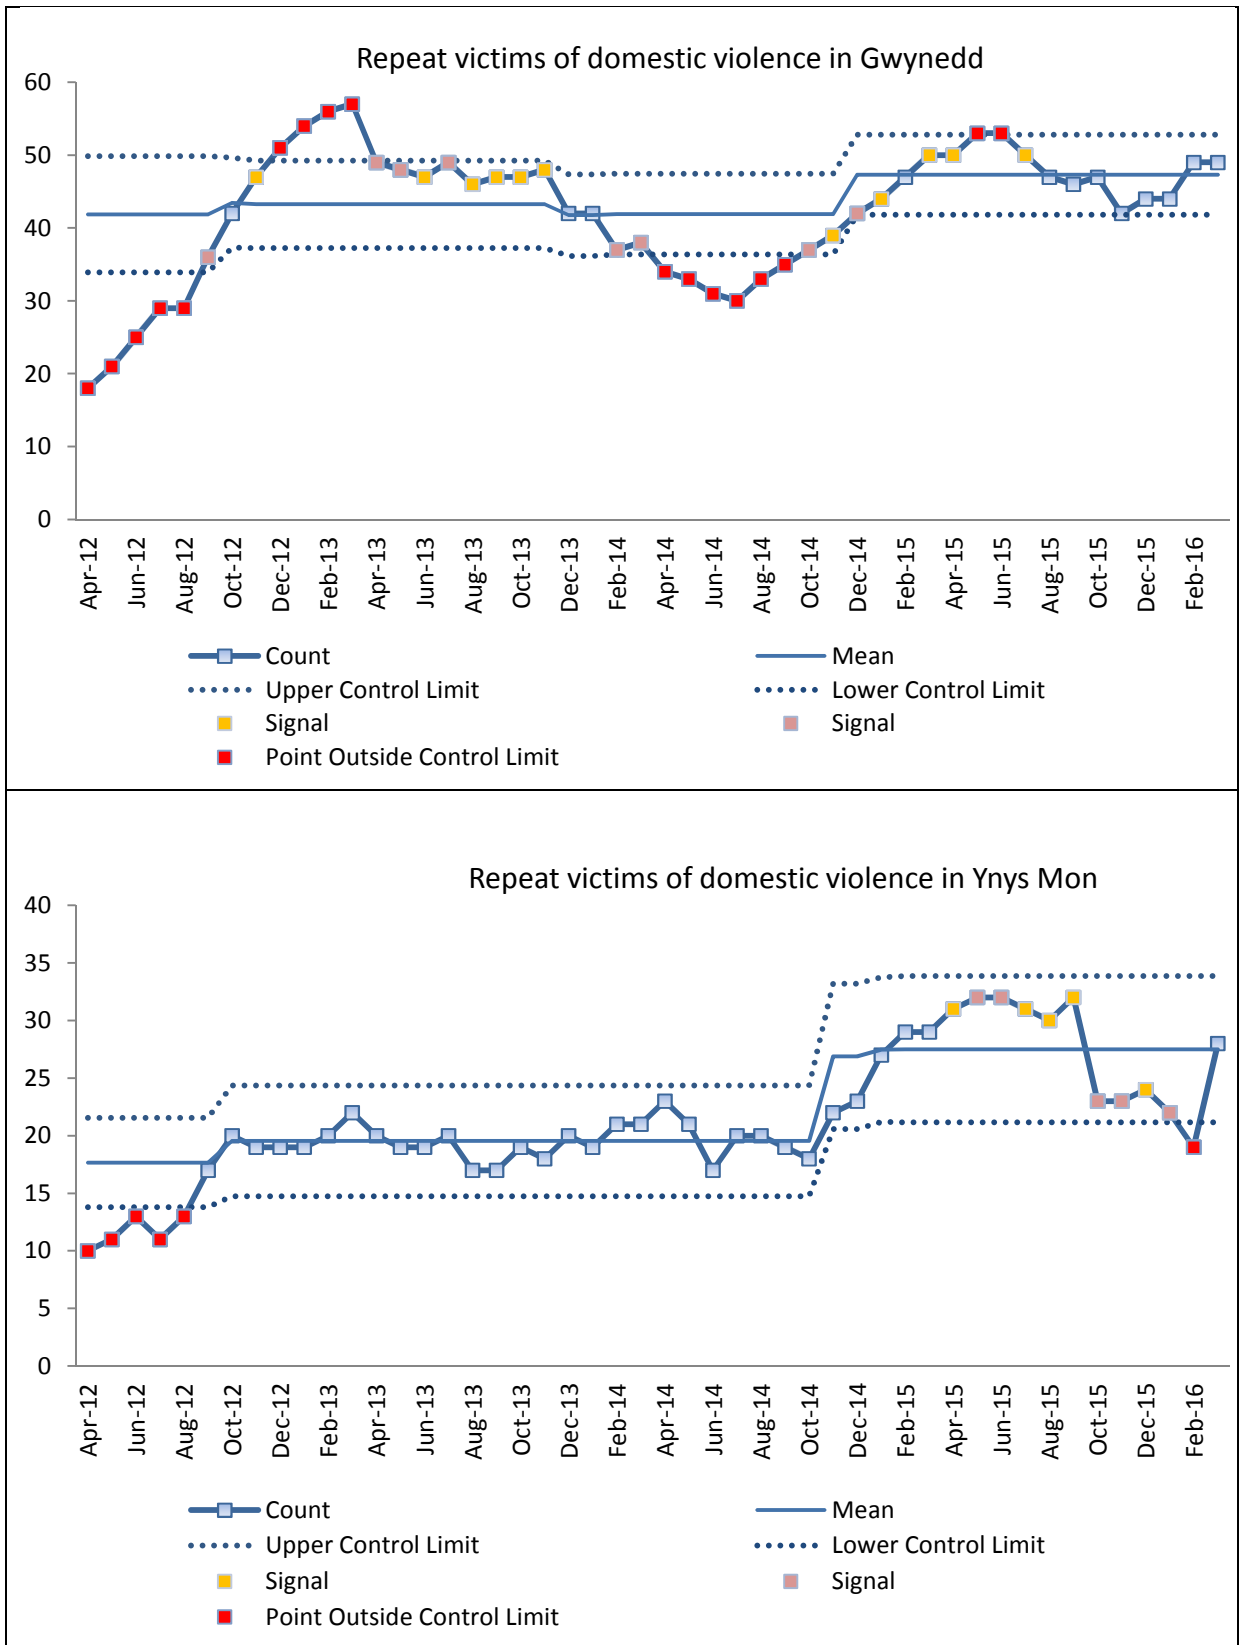 Repeat victims of domestic violence in Gwynedd
60
50
40
30
20
10
0
Apr-12
Jun-12
Aug-12
Oct-12
Dec-12
Feb-13
Apr-13
Jun-13
Aug-13
Oct-13
Dec-13
Feb-14
Apr-14
Jun-14
Aug-14
Oct-14
Dec-14
Feb-15
Apr-15
Jun-15
Aug-15
Oct-15
Dec-15
Feb-16
Count
Mean
Upper Control Limit
Lower Control Limit
Signal
Signal
Point Outside Control Limit
Repeat victims of domestic violence in Ynys Mon
40
35
30
25
20
15
10
5
0
Apr-12
Jun-12
Aug-12
Oct-12
Dec-12
Feb-13
Apr-13
Jun-13
Aug-13
Oct-13
Dec-13
Feb-14
Apr-14
Jun-14
Aug-14
Oct-14
Dec-14
Feb-15
Apr-15
Jun-15
Aug-15
Oct-15
Dec-15
Feb-16
Count
Mean
Upper Control Limit
Lower Control Limit
Signal
Signal
Point Outside Control Limit